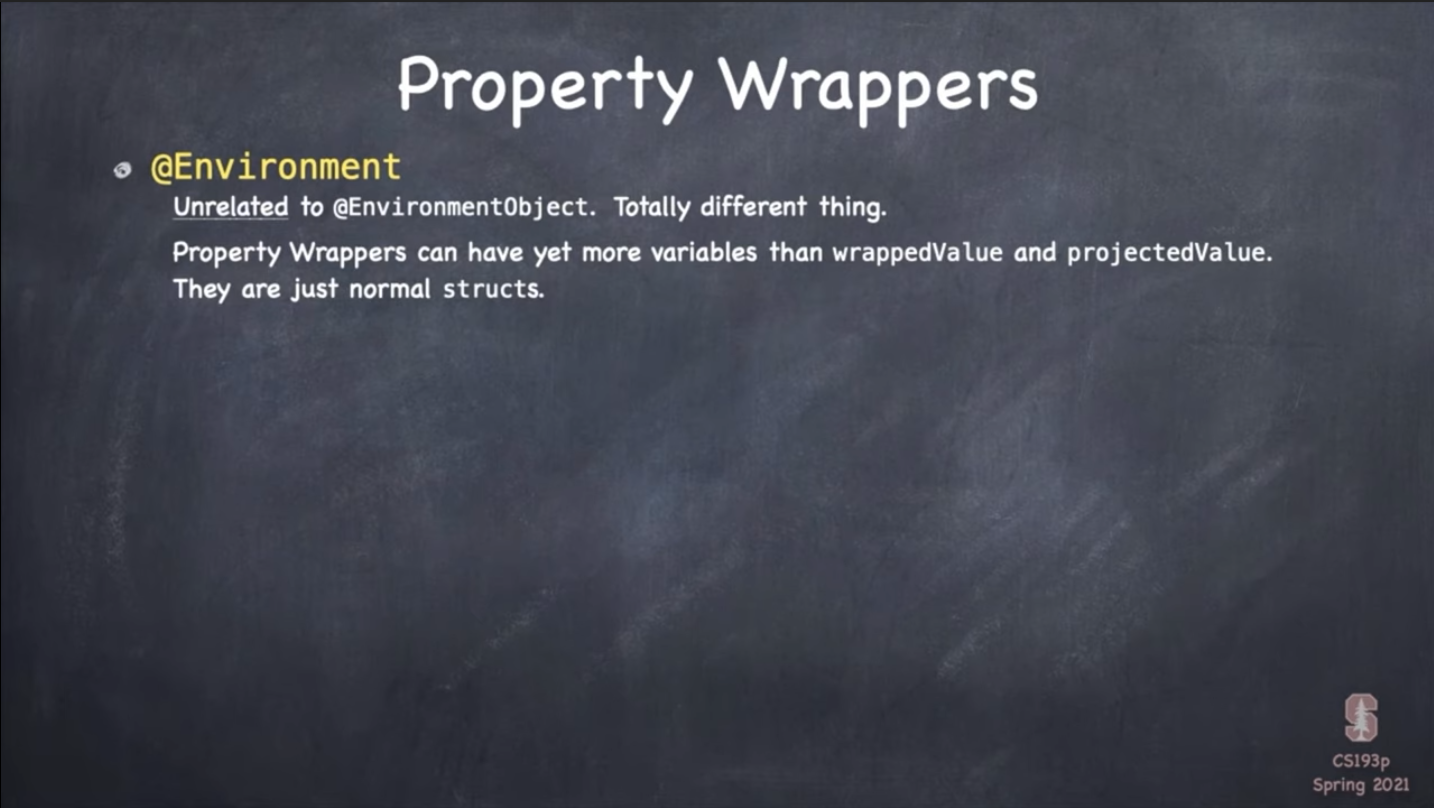 Property Wrappers
@Environment
Unrelated to @EnvironmentObject. Totally different thing.
Property Wrappers can have yet more variables than wrappedValue and projectedValue.
They are just normal structs.
S
CS193p
Spring 2021